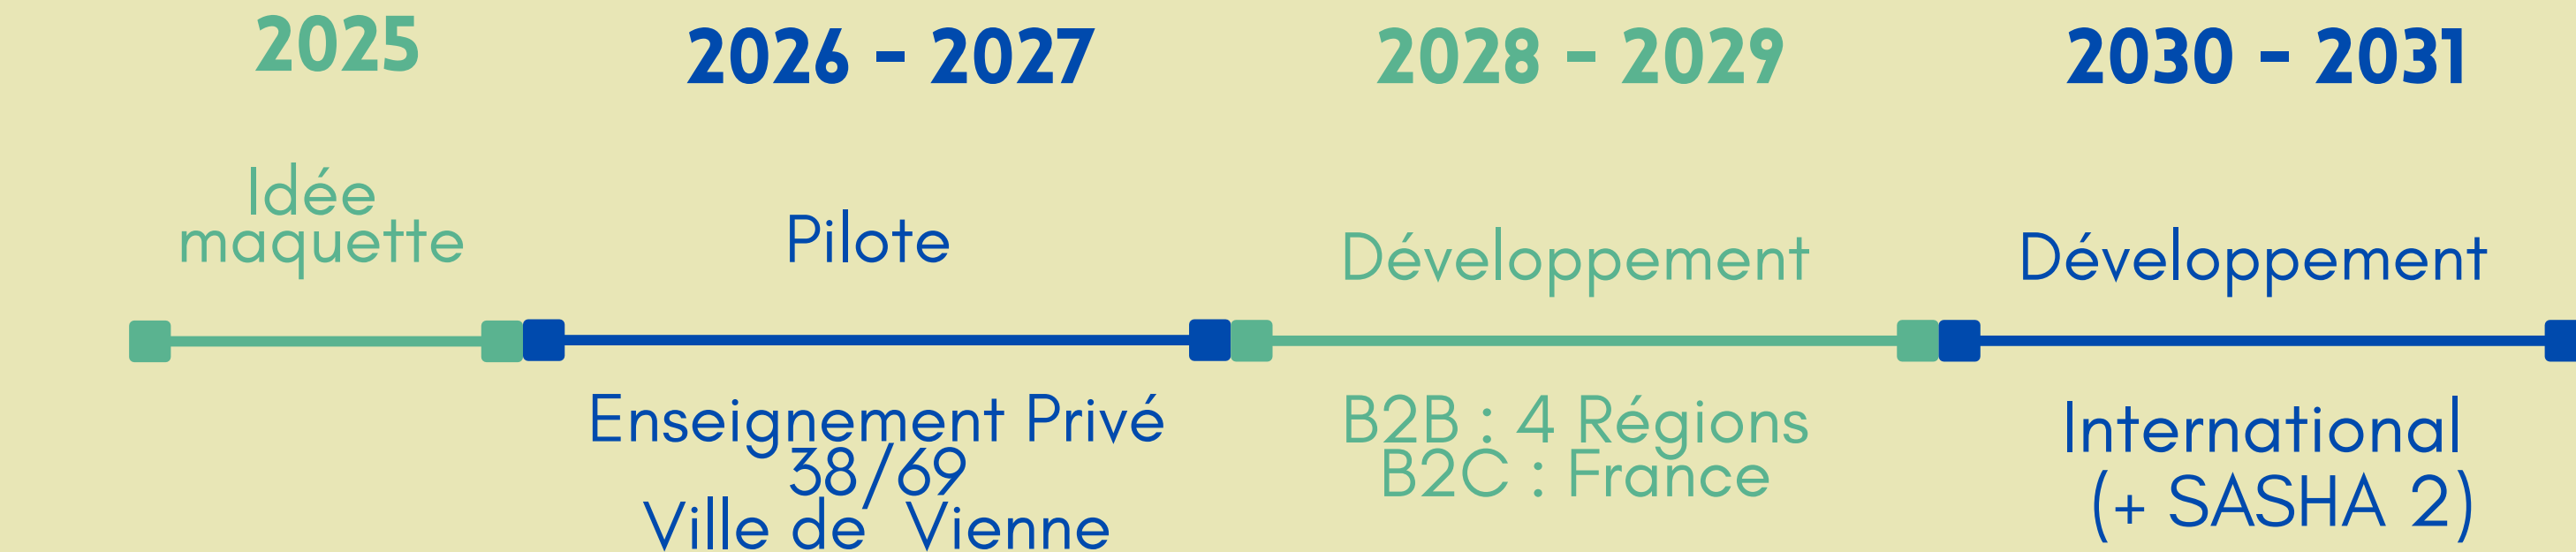 2025
Idée
maquette
2026 - 2027
Pilote
Enseignement Privé
38/69
Ville de Vienne
2028 - 2029
Développement
B2B : 4 Régions
B2C : France
2030 - 2031
Développement
International
(+ SASHA 2)